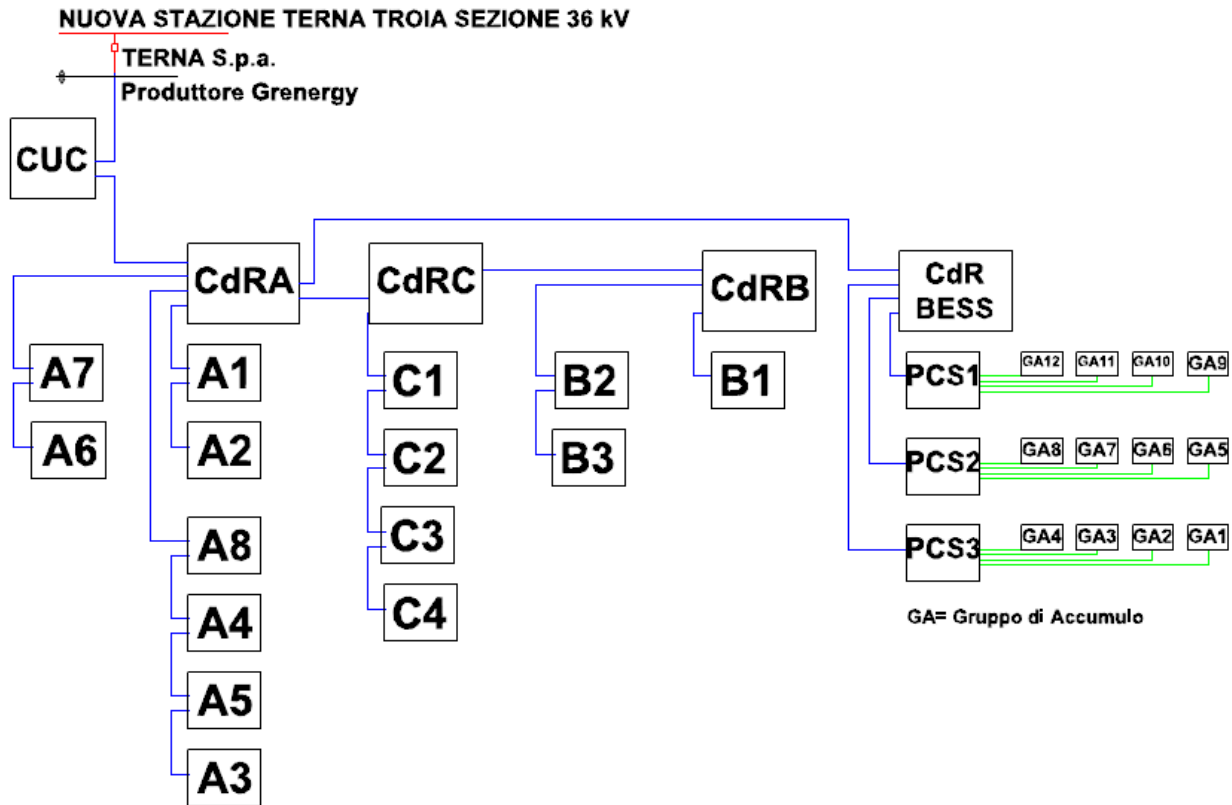 NUOVA STAZIONE TERNA TROIA SEZIONE 36 kV
TERNA S.p.a.
Produttore Grenergy
CUC
CdRA
CdRC
CdRB
CdR
BESS
A7
A1
C1
B2
B1
PCS1
GA12
GA11
GA10
GA9
A6
A2
C2
B3
PCS2
GA8
GA7
GA6
GA5
A8
C3
PCS3
GA4
GA3
GA2
GA1
A4
C4
GA= Gruppo di Accumulo
A5
A3